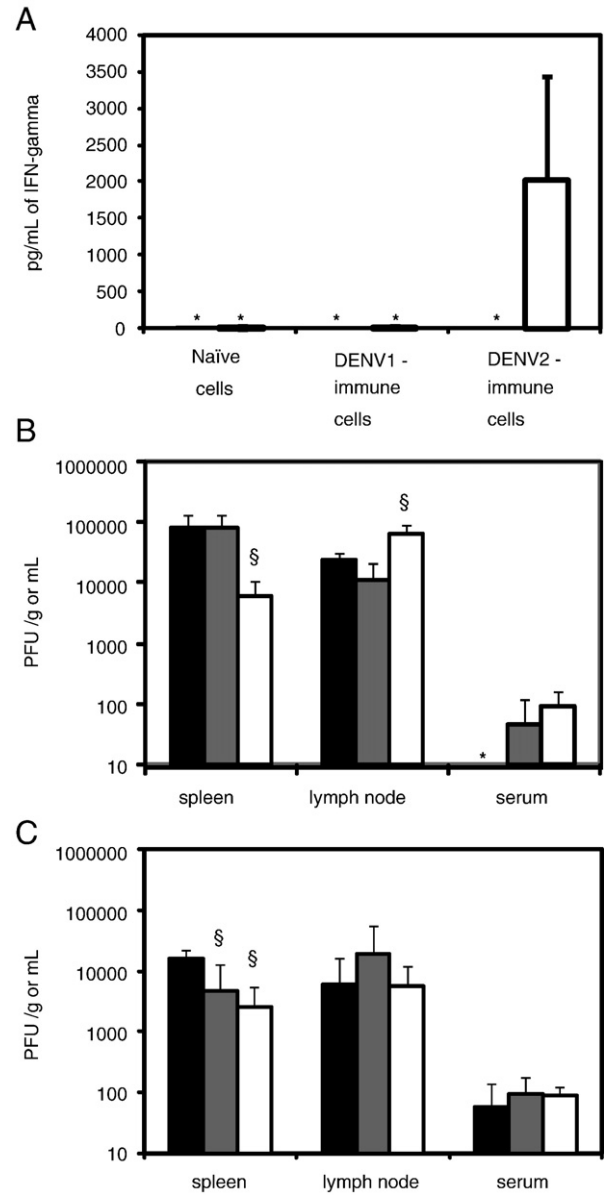 A
4000
3500
3000
2500
2000
1500
1000
500
0
pg/mL of IFN-gamma
* * * * *
Naïve
cells
DENV1 -
immune
cells
DENV2 -
immune
cells
B
1000000
100000
10000
1000
100
10
PFU /g or mL
§
§
*
spleen
lymph node
serum
C
1000000
100000
10000
1000
100
10
PFU /g or mL
§
§
spleen
lymph node
serum